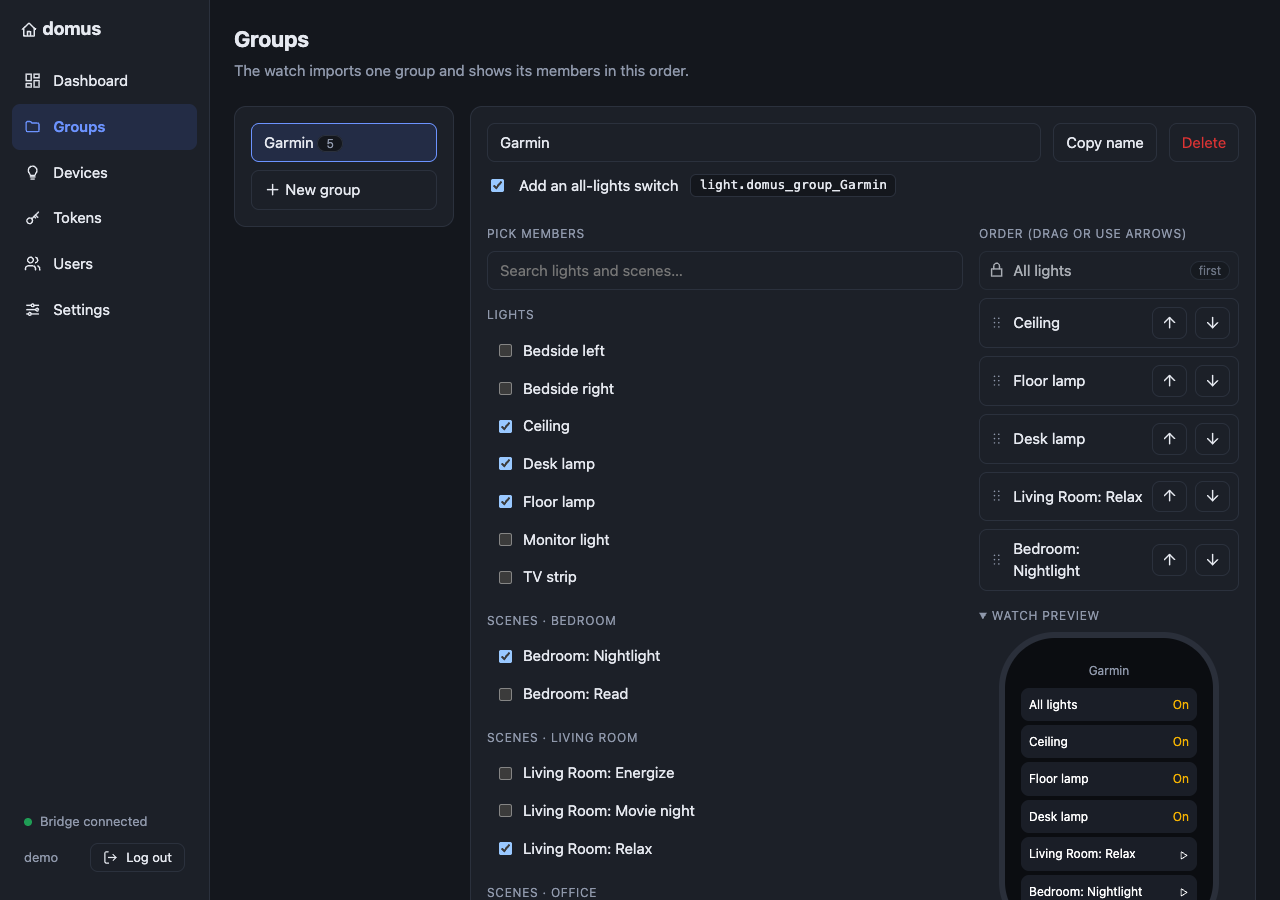 domus
Dashboard
Groups
Devices
Tokens
Users
Settings
Bridge connected
demo
Log out
Groups
The watch imports one group and shows its members in this order.
Garmin 5
New group
Garmin
Copy name
Delete
Add an all-lights switch light.domus_group_Garmin
PICK MEMBERS
Search lights and scenes...
LIGHTS
Bedside left
Bedside right
Ceiling
Desk lamp
Floor lamp
Monitor light
TV strip
SCENES · BEDROOM
Bedroom: Nightlight
Bedroom: Read
SCENES · LIVING ROOM
Living Room: Energize
Living Room: Movie night
Living Room: Relax
SCENES · OFFICE
ORDER (DRAG OR USE ARROWS)
All lights first
Ceiling
Floor lamp
Desk lamp
Living Room: Relax
Bedroom:
Nightlight
WATCH PREVIEW
Garmin
All lights On
Ceiling On
Floor lamp On
Desk lamp On
Living Room: Relax
Bedroom: Nightlight